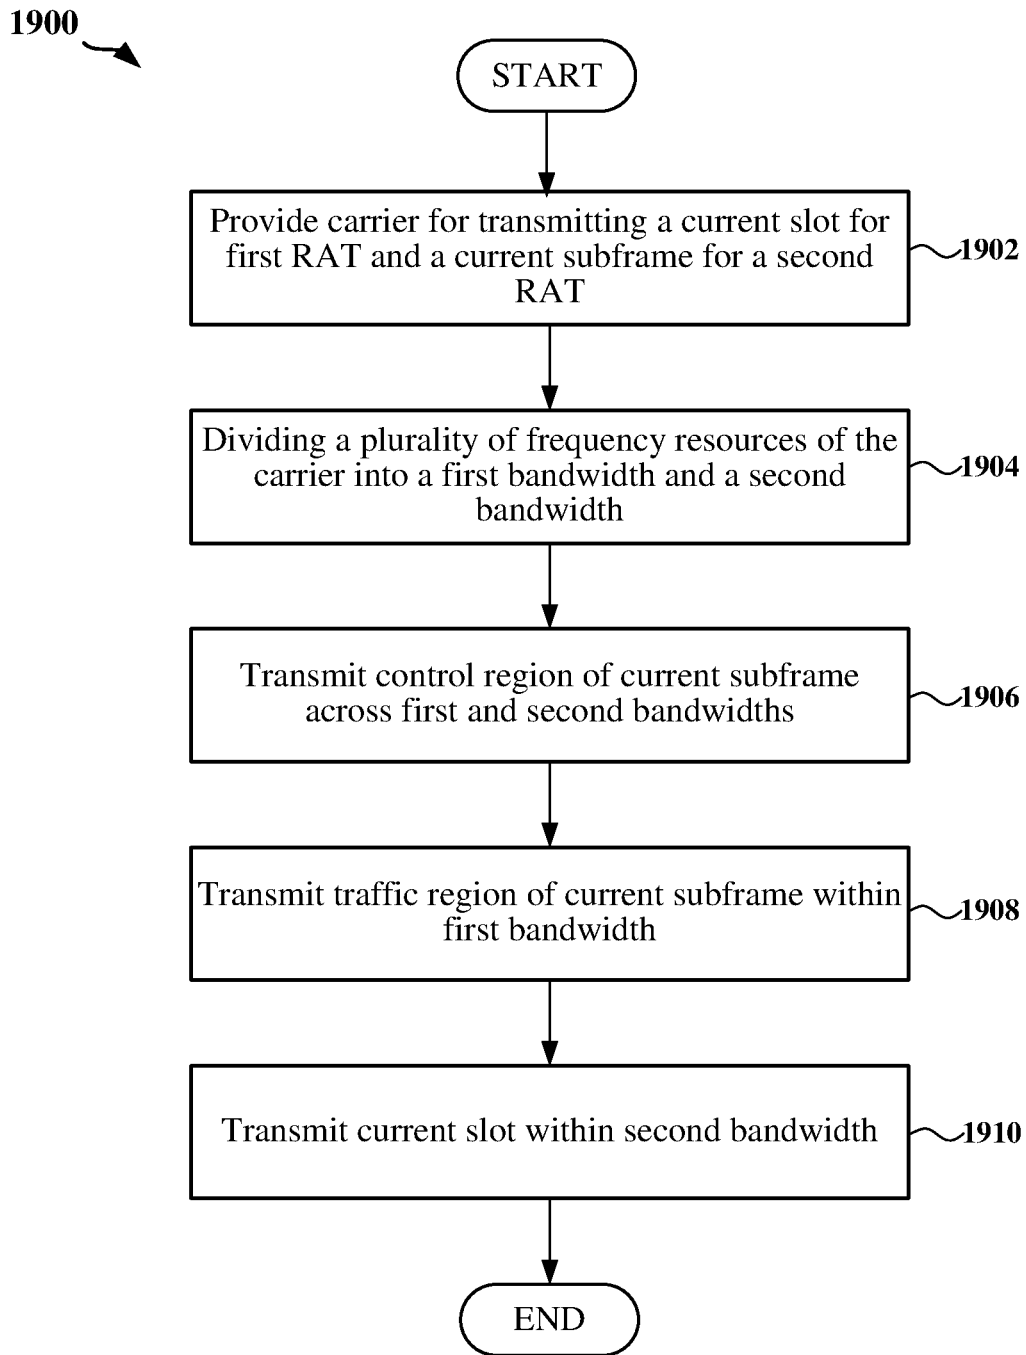 1900
START
Provide carrier for transmitting a current slot for
first RAT and a current subframe for a second
RAT
1902
Dividing a plurality of frequency resources of the
carrier into a first bandwidth and a second
bandwidth
1904
Transmit control region of current subframe
across first and second bandwidths
1906
Transmit traffic region of current subframe within
first bandwidth
1908
Transmit current slot within second bandwidth
1910
END